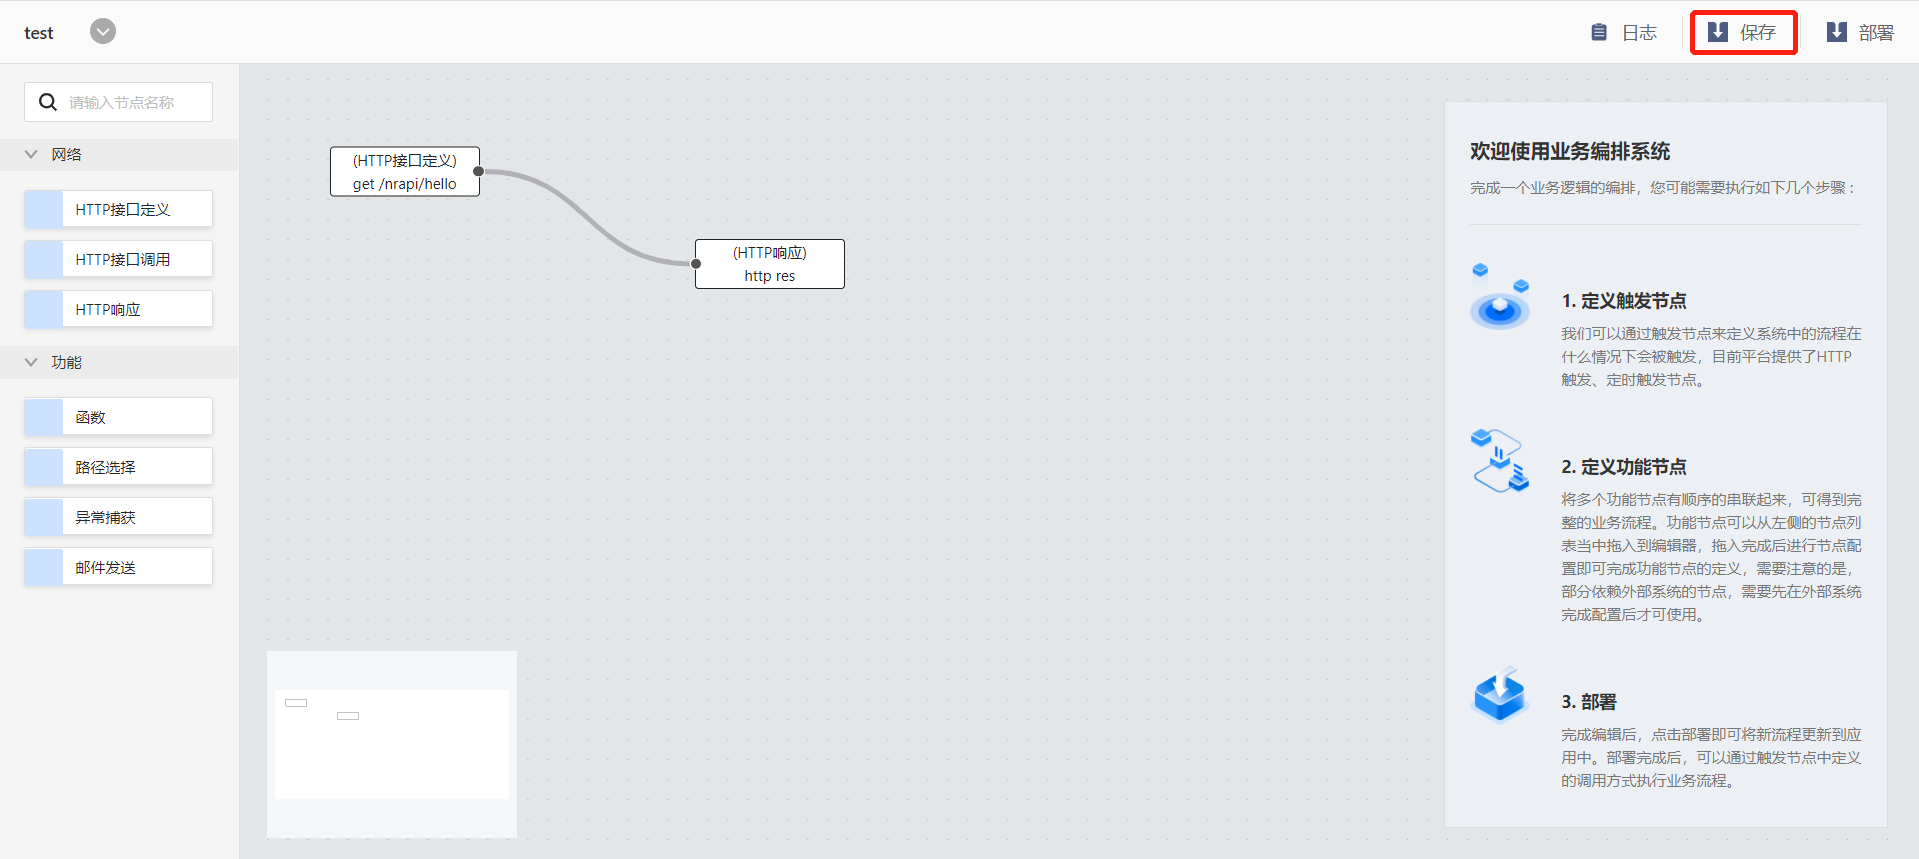 test
日志
保存
部署
请输入节点名称
网络
HTTP接口定义
HTTP接口调用
HTTP响应
功能
函数
路径选择
异常捕获
邮件发送
(HTTP接口定义)
get /nrapi/hello
(HTTP响应)
http res
欢迎使用业务编排系统
完成一个业务逻辑的编排，您可能需要执行如下几个步骤：
1. 定义触发节点
我们可以通过触发节点来定义系统中的流程在
什么情况下会被触发，目前平台提供了HTTP
触发、定时触发节点。
2. 定义功能节点
将多个功能节点有顺序的串联起来，可得到完
整的业务流程。功能节点可以从左侧的节点列
表当中拖入到编辑器，拖入完成后进行节点配
置即可完成功能节点的定义，需要注意的是，
部分依赖外部系统的节点，需要先在外部系统
完成配置后才可使用。
3. 部署
完成编辑后，点击部署即可将新流程更新到应
用中。部署完成后，可以通过触发节点中定义
的调用方式执行业务流程。